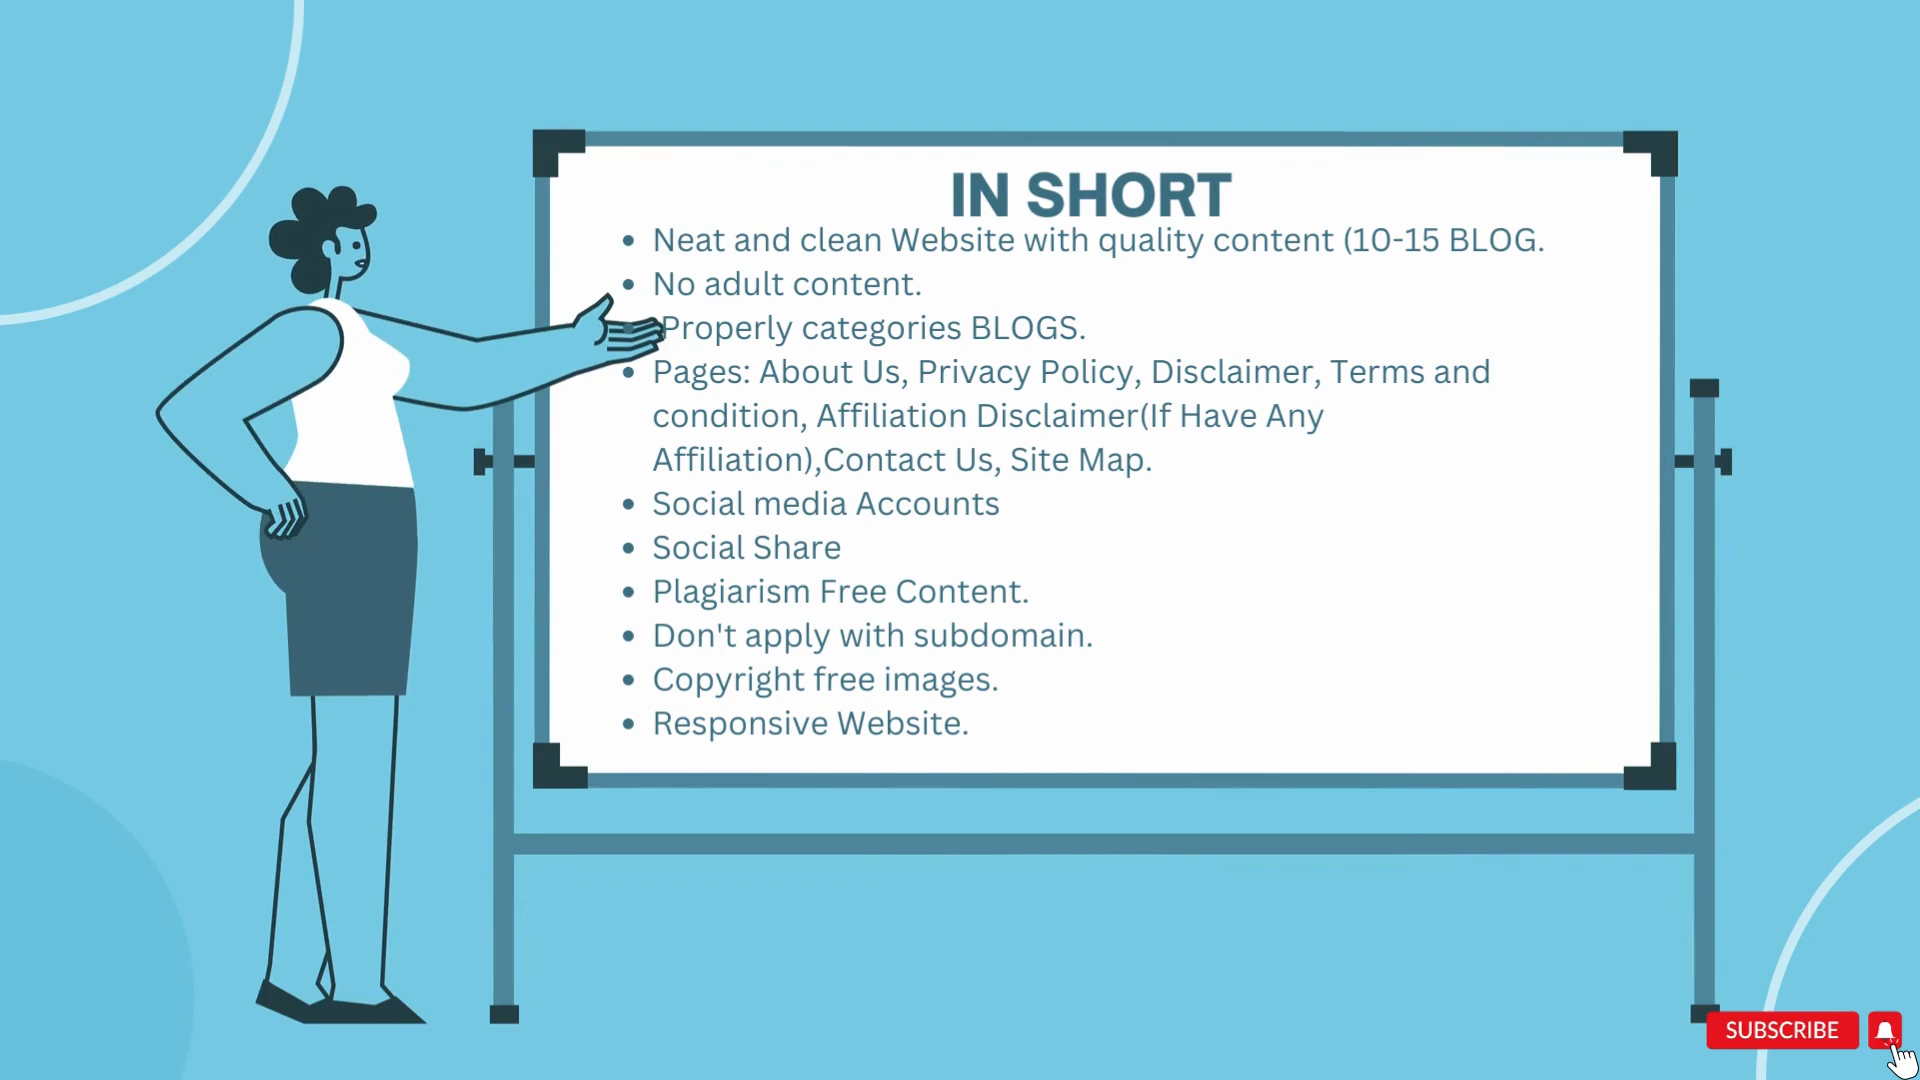 IN SHORT
Neat and clean Website with quality content (10-15 BLOG.
No adult content.
Properly categories BLOGS.
Pages: About Us, Privacy Policy, Disclaimer, Terms and
condition, Affiliation Disclaimer(If Have Any
Affiliation),Contact Us, Site Map.
Social media Accounts
Social Share
Plagiarism Free Content.
Don't apply with subdomain.
Copyright free images.
Responsive Website.
SUBSCRIBE